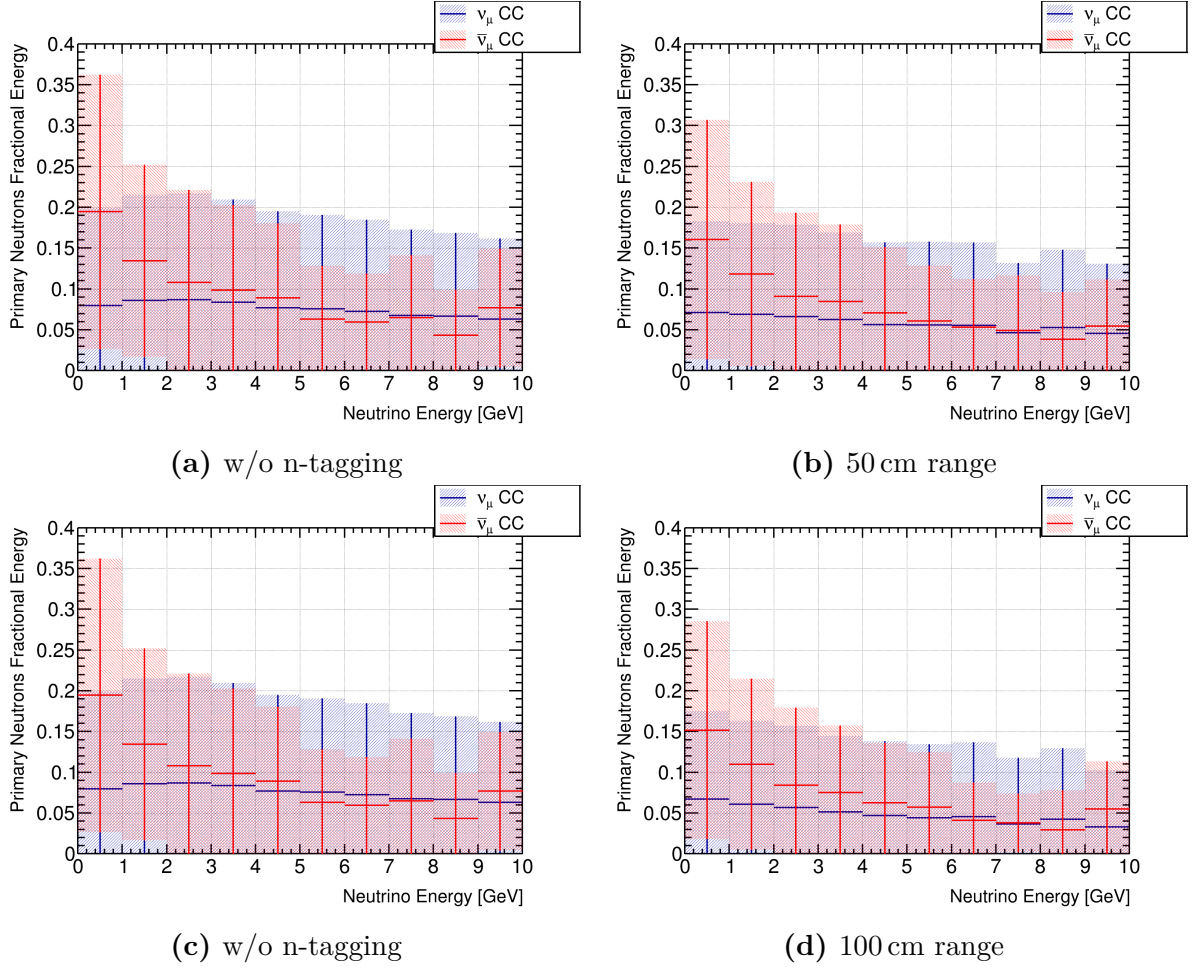 ν_μ CC
ν̅_μ CC
Primary Neutrons Fractional Energy
0.4
0.35
0.3
0.25
0.2
0.15
0.1
0.05
0
0 1 2 3 4 5 6 7 8 9 10
Neutrino Energy [GeV]
(a) w/o n-tagging
ν_μ CC
ν̅_μ CC
Primary Neutrons Fractional Energy
0.4
0.35
0.3
0.25
0.2
0.15
0.1
0.05
0
0 1 2 3 4 5 6 7 8 9 10
Neutrino Energy [GeV]
(b) 50 cm range
ν_μ CC
ν̅_μ CC
Primary Neutrons Fractional Energy
0.4
0.35
0.3
0.25
0.2
0.15
0.1
0.05
0
0 1 2 3 4 5 6 7 8 9 10
Neutrino Energy [GeV]
(c) w/o n-tagging
ν_μ CC
ν̅_μ CC
Primary Neutrons Fractional Energy
0.4
0.35
0.3
0.25
0.2
0.15
0.1
0.05
0
0 1 2 3 4 5 6 7 8 9 10
Neutrino Energy [GeV]
(d) 100 cm range